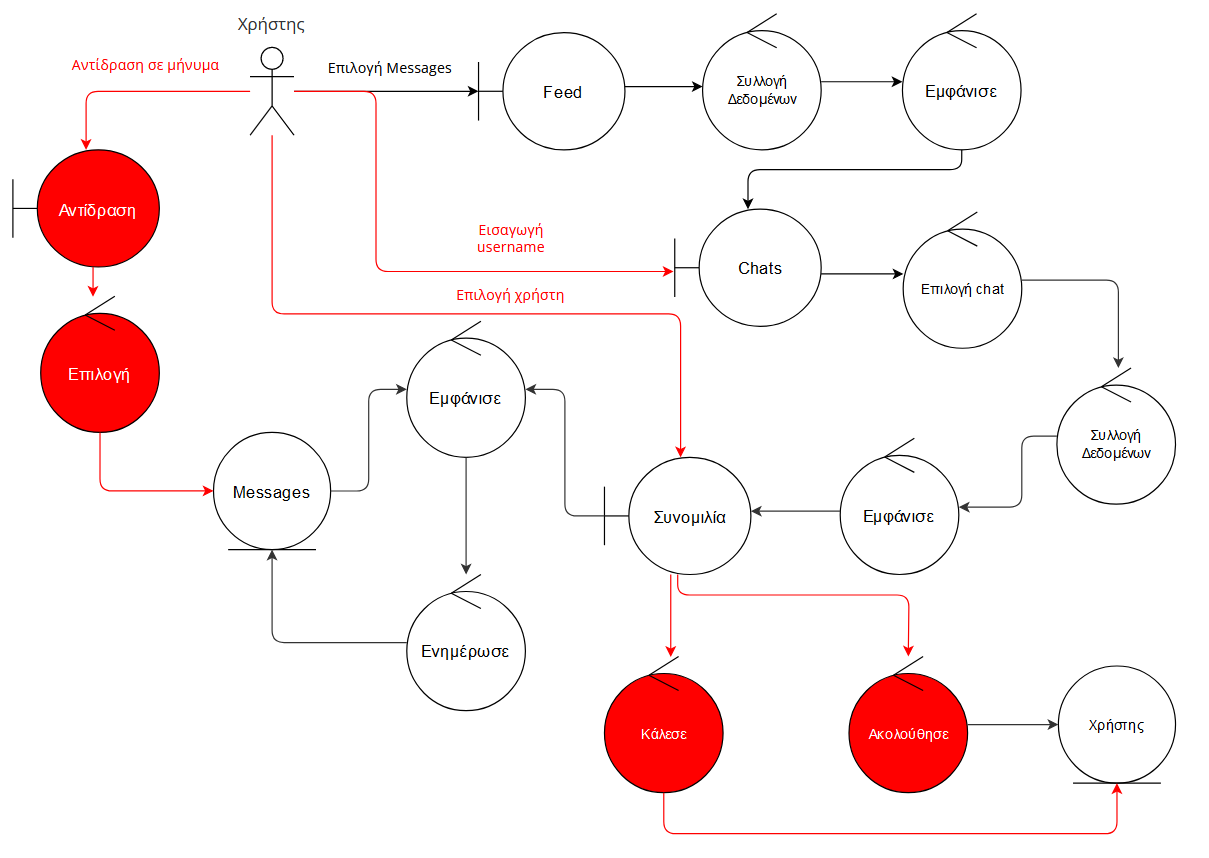 Χρήστης
Αντίδραση σε μήνυμα
Επιλογή Messages
Feed
Συλλογή
Δεδομένων
Εμφάνισε
Αντίδραση
Εισαγωγή
username
Chats
Επιλογή chat
Επιλογή χρήστη
Επιλογή
Εμφάνισε
Συλλογή
Δεδομένων
Messages
Συνομιλία
Εμφάνισε
Ενημέρωσε
Κάλεσε
Ακολούθησε
Χρήστης